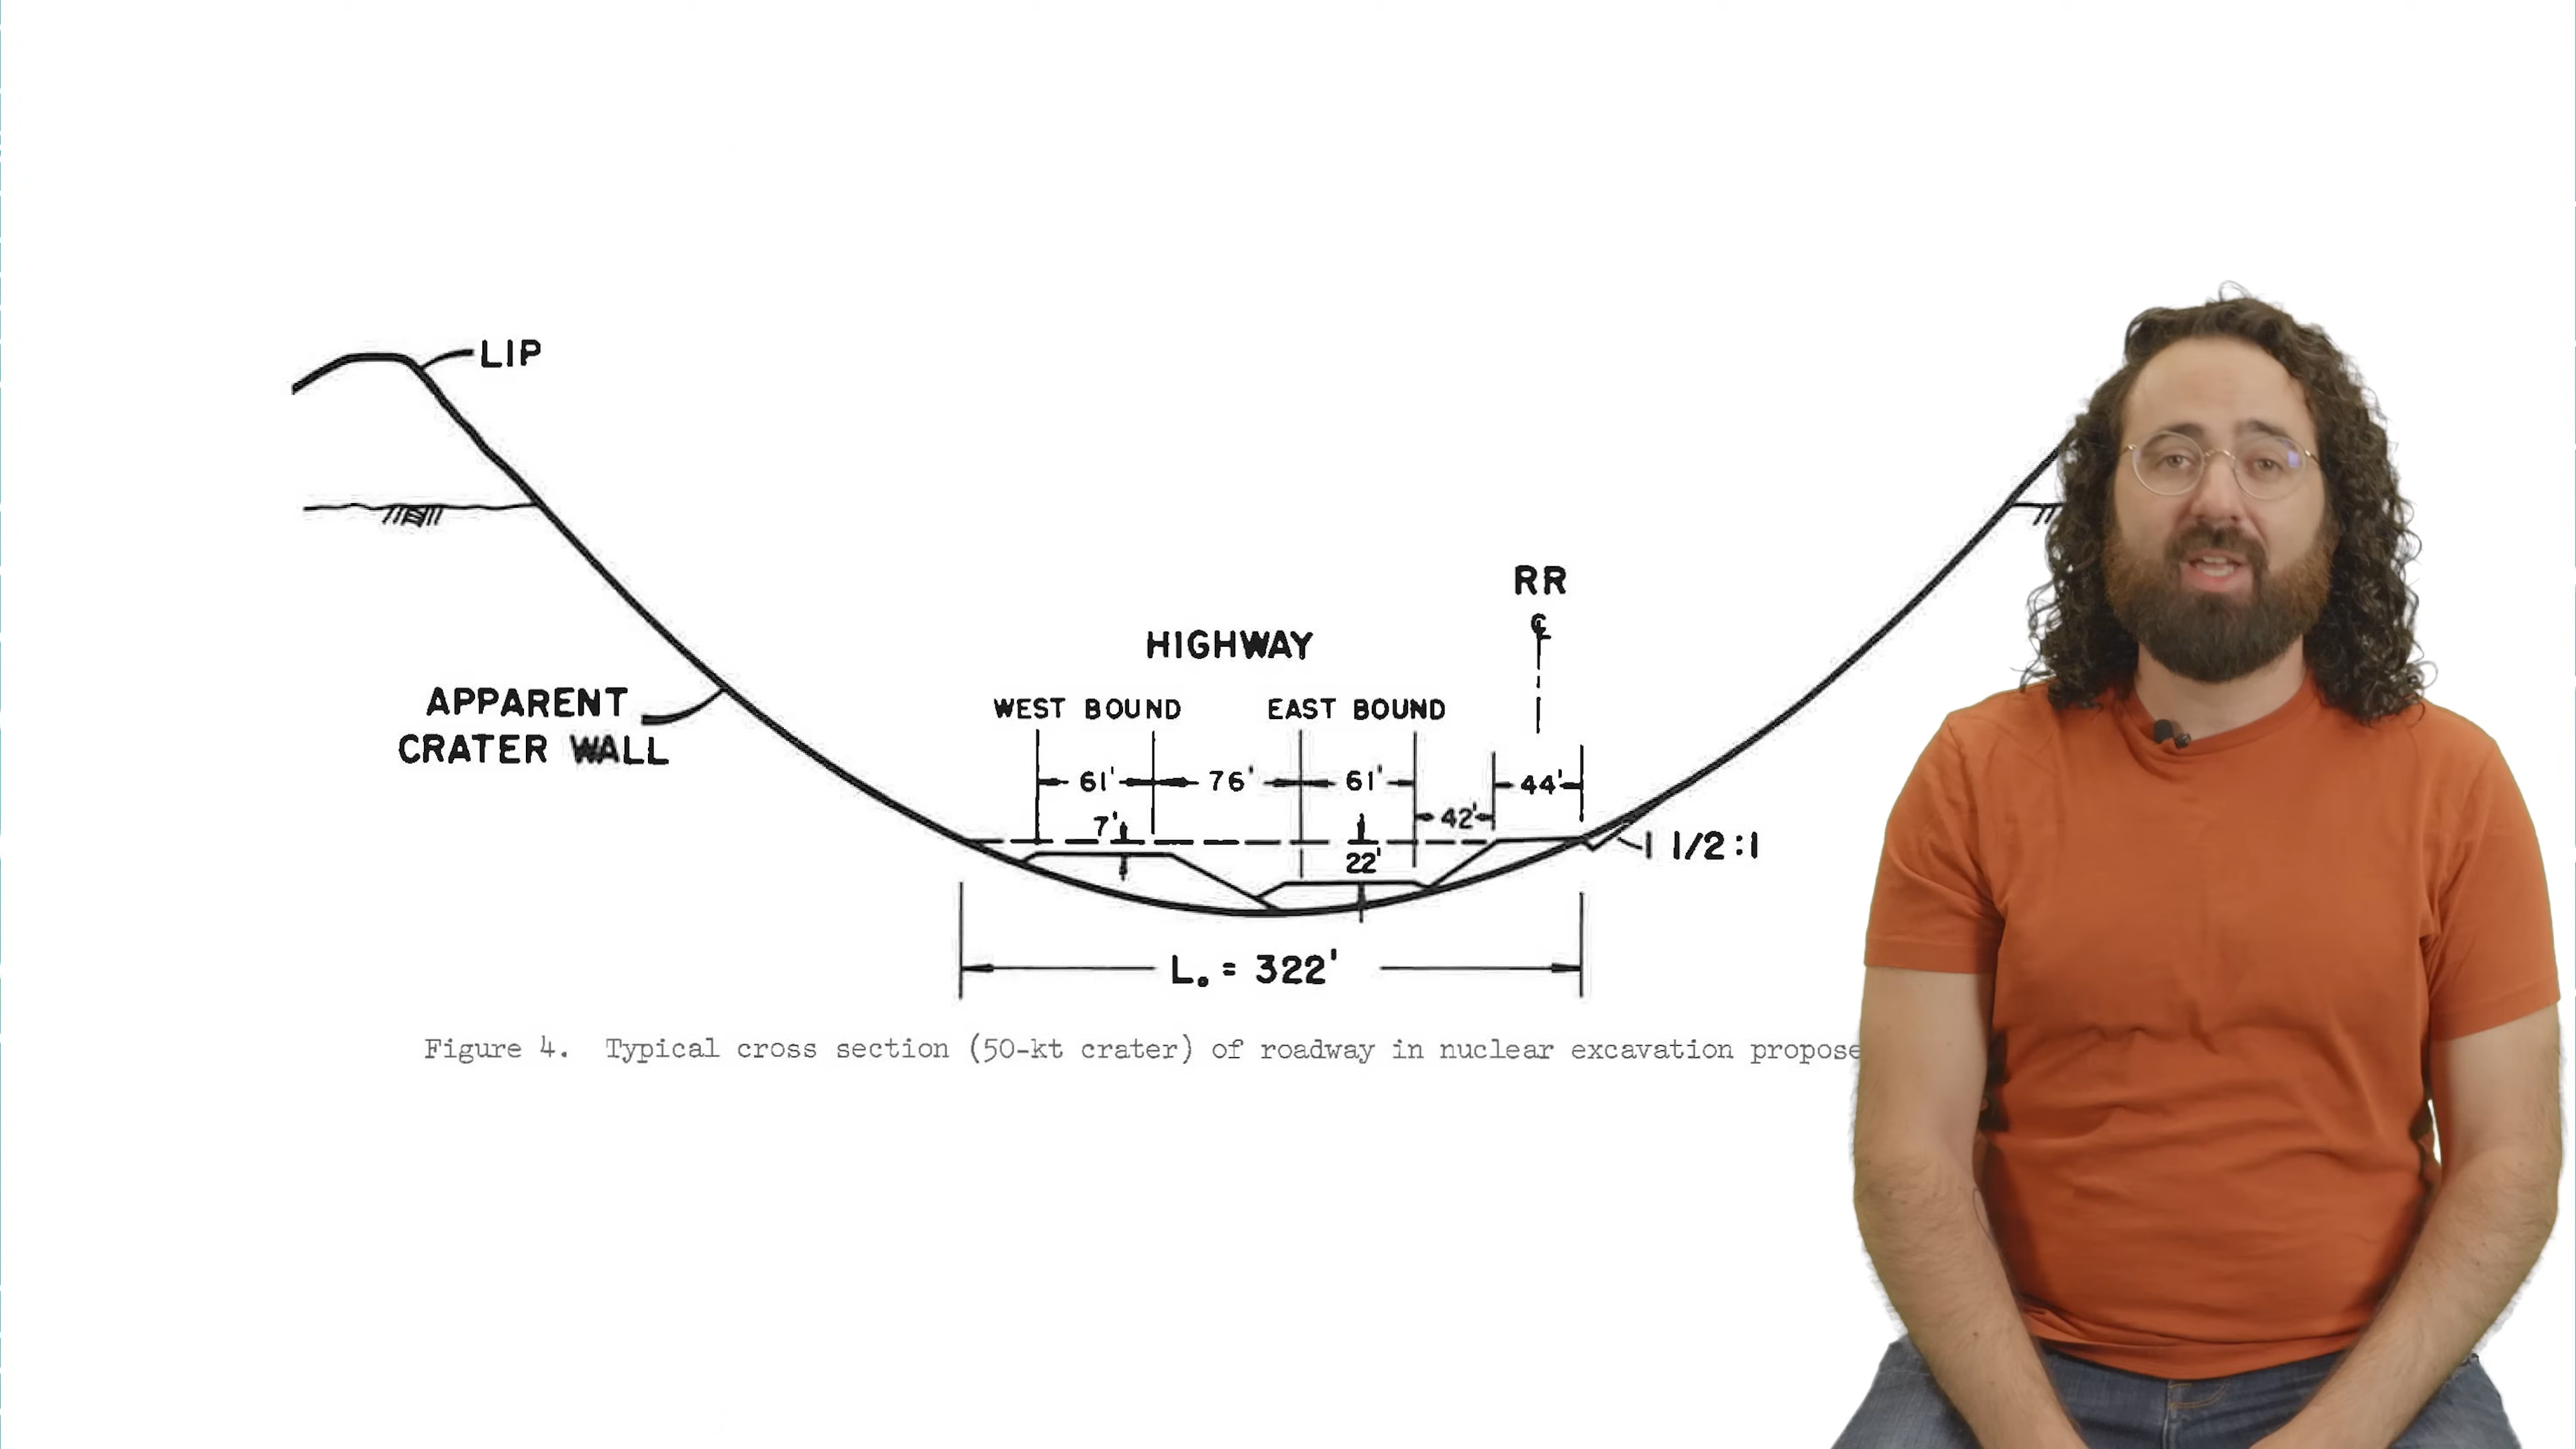 LIP
RR
℄
HIGHWAY
WEST BOUND
EAST BOUND
APPARENT
CRATER WALL
61'
76'
61'
44'
7'
42'
22'
1 1/2:1
L₀ = 322'
Figure 4. Typical cross section (50-kt crater) of roadway in nuclear excavation propose